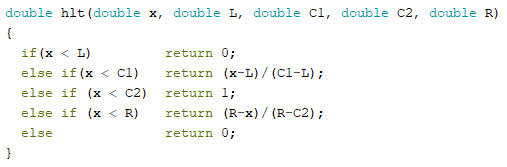 double hlt(double x, double L, double C1, double C2, double R)
{
if(x < L) return 0;
else if(x < C1) return (x-L)/(C1-L);
else if (x < C2) return 1;
else if (x < R) return (R-x)/(R-C2);
else return 0;
}